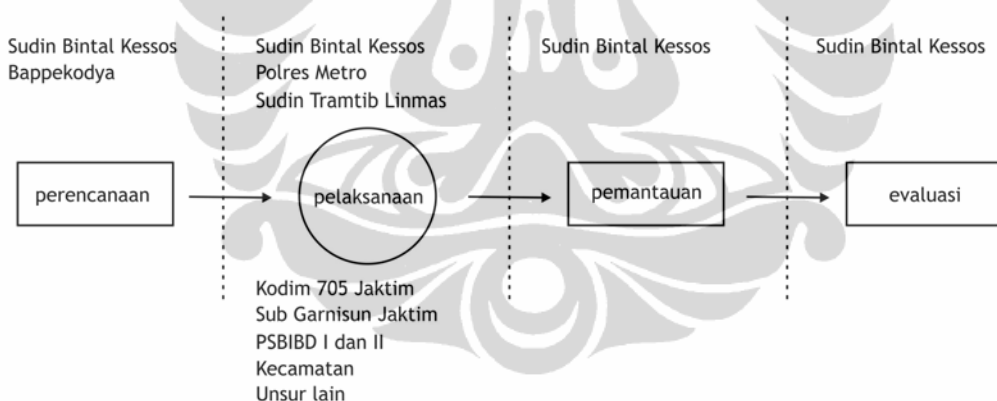 Sudin Bintal Kessos
Bappekodya
perencanaan
Sudin Bintal Kessos
Polres Metro
Sudin Tramtib Linmas
pelaksanaan
Kodim 705 Jaktim
Sub Garnisun Jaktim
PSBIBD I dan II
Kecamatan
Unsur lain
Sudin Bintal Kessos
pemantauan
Sudin Bintal Kessos
evaluasi